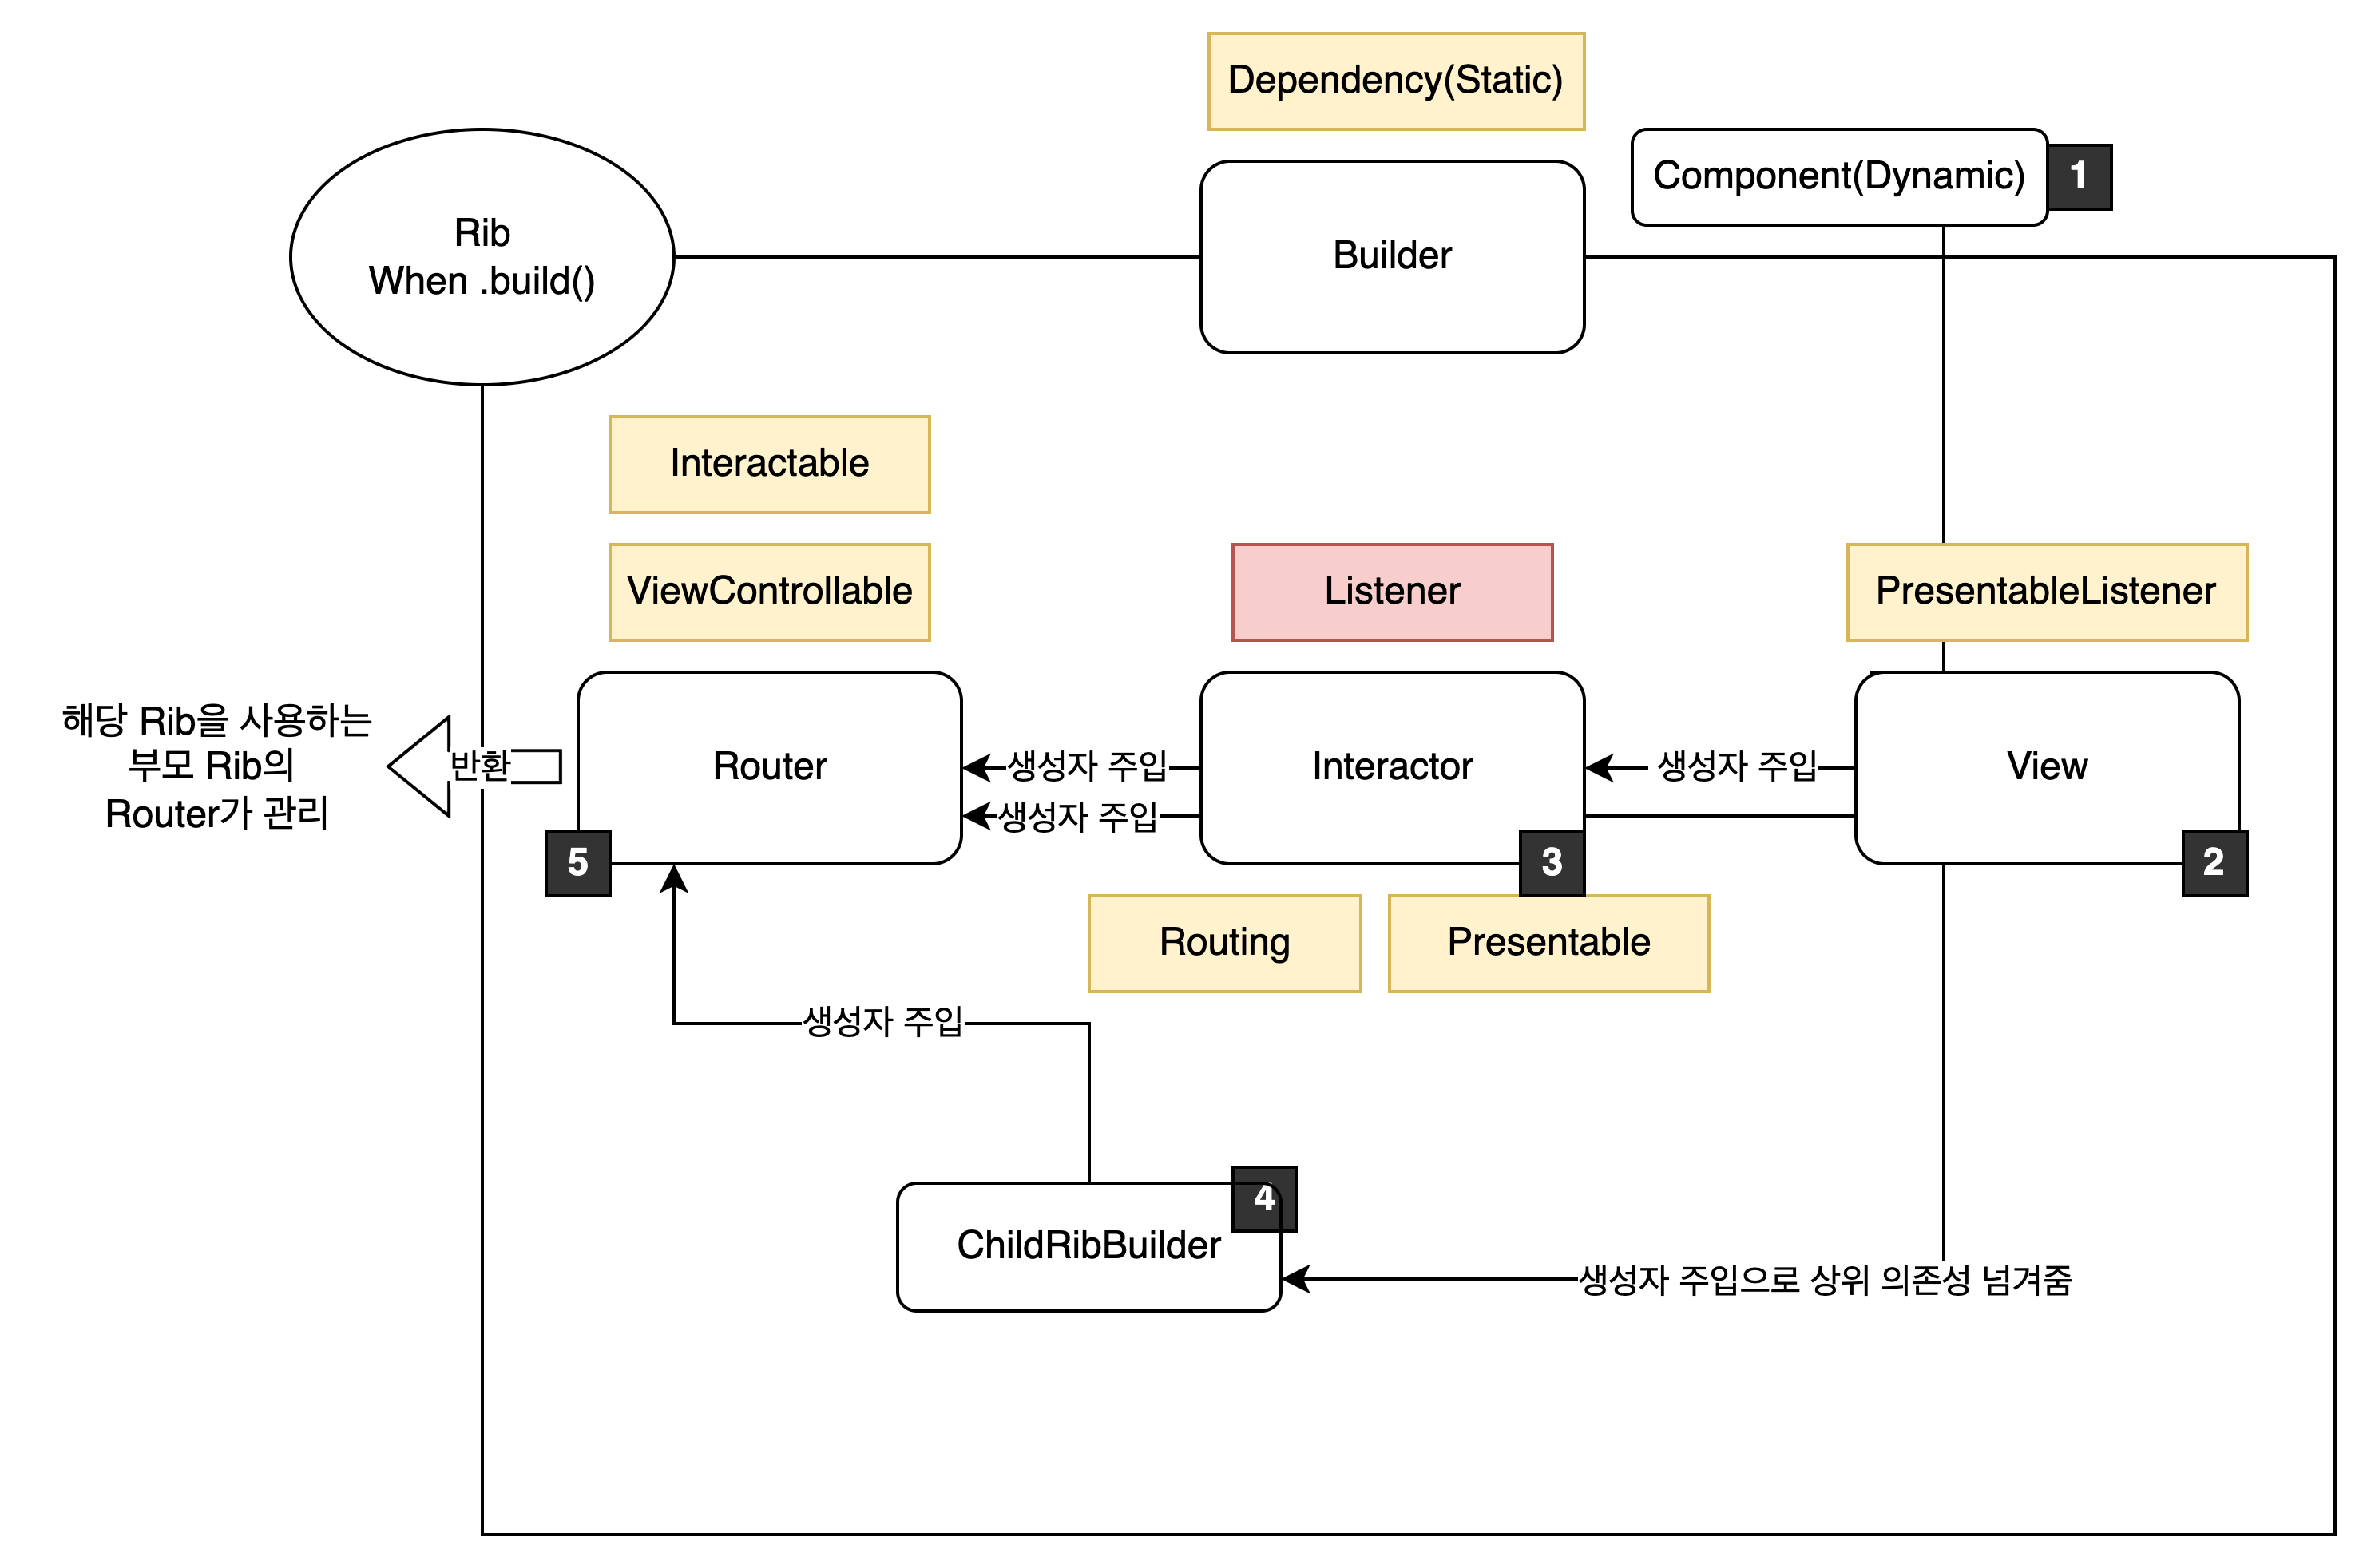 Dependency(Static)
Component(Dynamic)
1
Rib
When .build()
Builder
Interactable
ViewControllable
Listener
PresentableListener
해당 Rib을 사용하는
부모 Rib의
Router가 관리
반환
Router
생성자 주입
생성자 주입
Interactor
생성자 주입
View
5
3
2
Routing
Presentable
생성자 주입
4
ChildRibBuilder
생성자 주입으로 상위 의존성 넘겨줌